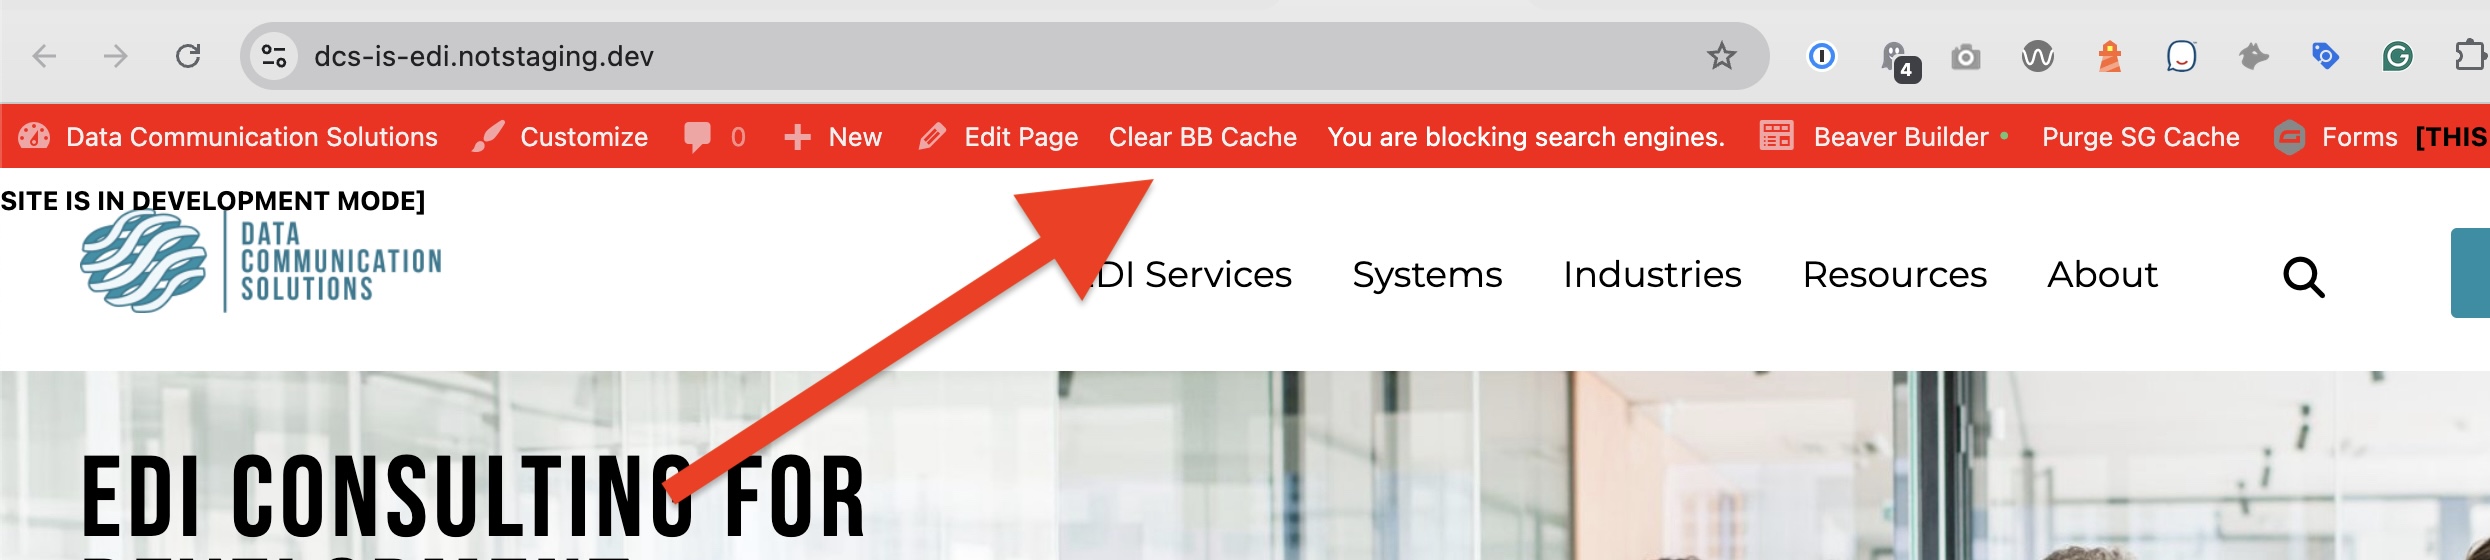 dcs-is-edi.notstaging.dev
4
Data Communication Solutions Customize 0 New Edit Page Clear BB Cache You are blocking search engines. Beaver Builder Purge SG Cache Forms [THIS
SITE IS IN DEVELOPMENT MODE]
DATA
COMMUNICATION
SOLUTIONS
DI Services Systems Industries Resources About
EDI CONSULTING FOR